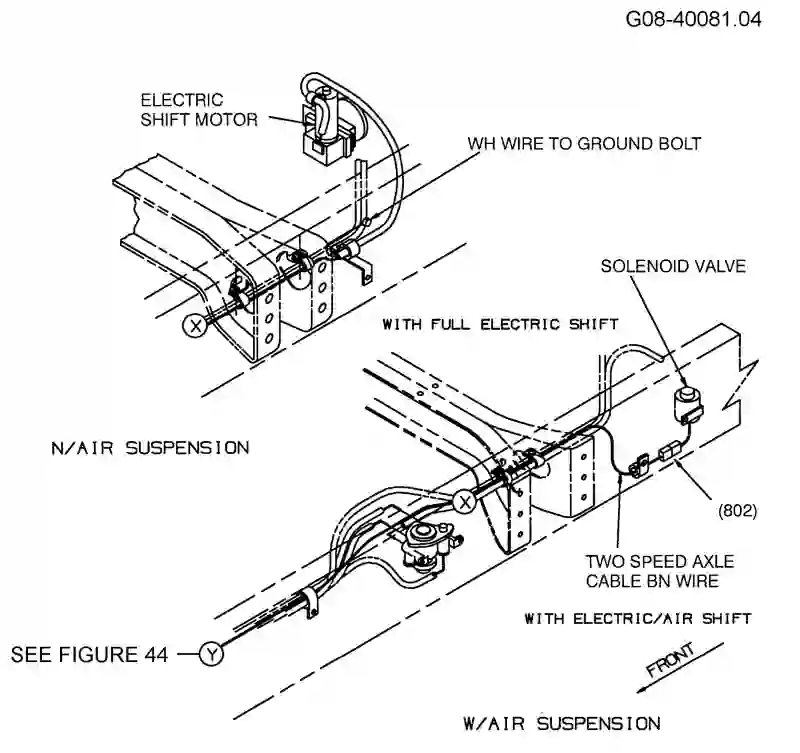 G08-40081.04
ELECTRIC
SHIFT MOTOR
WH WIRE TO GROUND BOLT
SOLENOID VALVE
X
WITH FULL ELECTRIC SHIFT
N/AIR SUSPENSION
X
(802)
TWO SPEED AXLE
CABLE BN WIRE
WITH ELECTRIC/AIR SHIFT
SEE FIGURE 44
Y
FRONT
W/AIR SUSPENSION